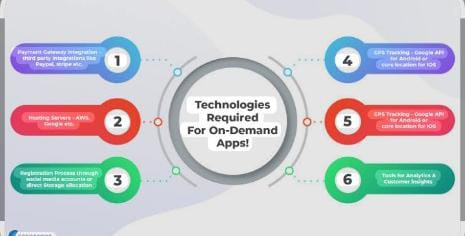 Payment Gateway Integration -
third party integrations like
Paypal, stripe etc.
1
Hosting Servers - AWS,
Google etc.
2
Registration Process through
social media accounts or
direct Storage allocation
3
Technologies
Required
For On-Demand
Apps!
4
GPS Tracking - Google API
for Android or
core location for iOS
5
GPS Tracking - Google API
for Android or
core location for iOS
6
Tools for Analytics &
Customer Insights